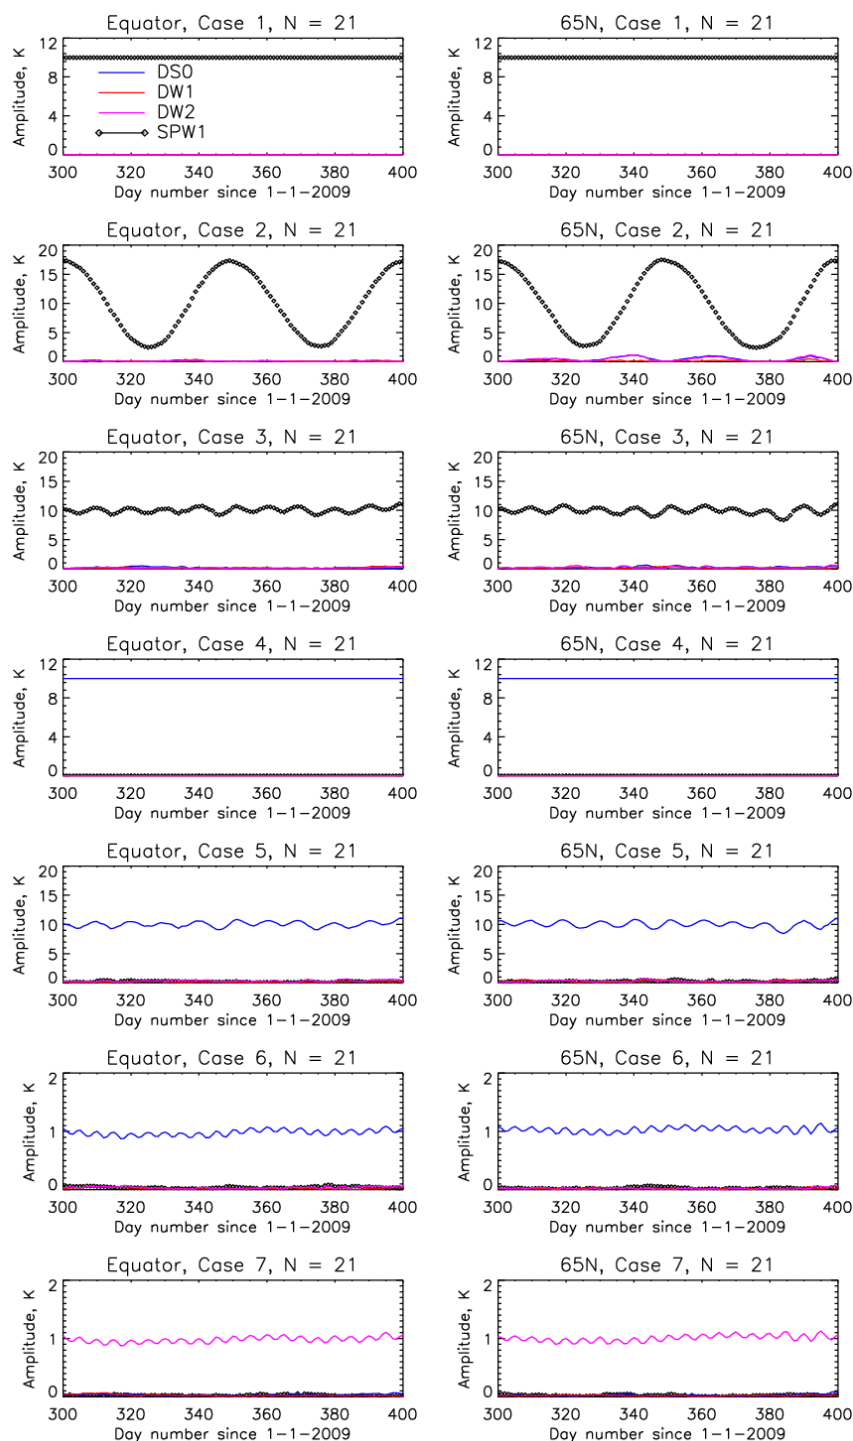 Equator, Case 1, N = 21
65N, Case 1, N = 21
Amplitude, K
12
8
4
0
DS0
DW1
DW2
SPW1
300 320 340 360 380 400
Day number since 1-1-2009
Amplitude, K
12
8
4
0
300 320 340 360 380 400
Day number since 1-1-2009
Equator, Case 2, N = 21
65N, Case 2, N = 21
Amplitude, K
20
15
10
5
0
300 320 340 360 380 400
Day number since 1-1-2009
Amplitude, K
20
15
10
5
0
300 320 340 360 380 400
Day number since 1-1-2009
Equator, Case 3, N = 21
65N, Case 3, N = 21
Amplitude, K
20
15
10
5
0
300 320 340 360 380 400
Day number since 1-1-2009
Amplitude, K
20
15
10
5
0
300 320 340 360 380 400
Day number since 1-1-2009
Equator, Case 4, N = 21
65N, Case 4, N = 21
Amplitude, K
12
8
4
0
300 320 340 360 380 400
Day number since 1-1-2009
Amplitude, K
12
8
4
0
300 320 340 360 380 400
Day number since 1-1-2009
Equator, Case 5, N = 21
65N, Case 5, N = 21
Amplitude, K
20
15
10
5
0
300 320 340 360 380 400
Day number since 1-1-2009
Amplitude, K
20
15
10
5
0
300 320 340 360 380 400
Day number since 1-1-2009
Equator, Case 6, N = 21
65N, Case 6, N = 21
Amplitude, K
2
1
0
300 320 340 360 380 400
Day number since 1-1-2009
Amplitude, K
2
1
0
300 320 340 360 380 400
Day number since 1-1-2009
Equator, Case 7, N = 21
65N, Case 7, N = 21
Amplitude, K
2
1
0
300 320 340 360 380 400
Day number since 1-1-2009
Amplitude, K
2
1
0
300 320 340 360 380 400
Day number since 1-1-2009